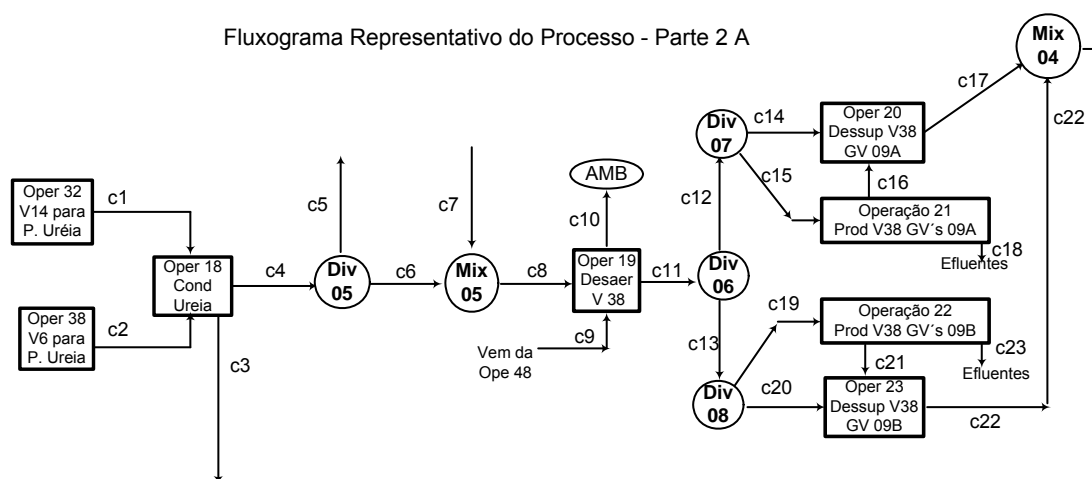 Fluxograma Representativo do Processo - Parte 2 A
Mix
04
c17
c22
c14
Oper 20
Dessup V38
GV 09A
Div
07
c15
c16
AMB
c10
c12
Operação 21
Prod V38 GV´s 09A
c18
Efluentes
Oper 32
V14 para
P. Uréia
c1
c5
c7
Oper 18
Cond
Ureia
c4
Div
05
c6
Mix
05
c8
Oper 19
Desaer
V 38
c11
Div
06
Oper 38
V6 para
P. Ureia
c2
c3
c9
Vem da
Ope 48
c13
c19
Operação 22
Prod V38 GV´s 09B
c21
c23
Efluentes
Div
08
c20
Oper 23
Dessup V38
GV 09B
c22